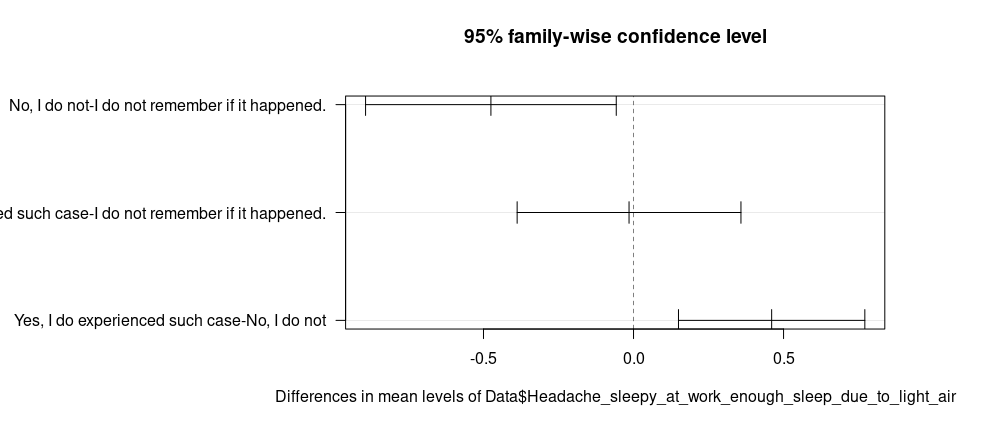 95% family-wise confidence level
No, I do not-I do not remember if it happened.
such case-I do not remember if it happened.
Yes, I do experienced such case-No, I do not
-0.5 0.0 0.5
Differences in mean levels of Data$Headache_sleepy_at_work_enough_sleep_due_to_light_air